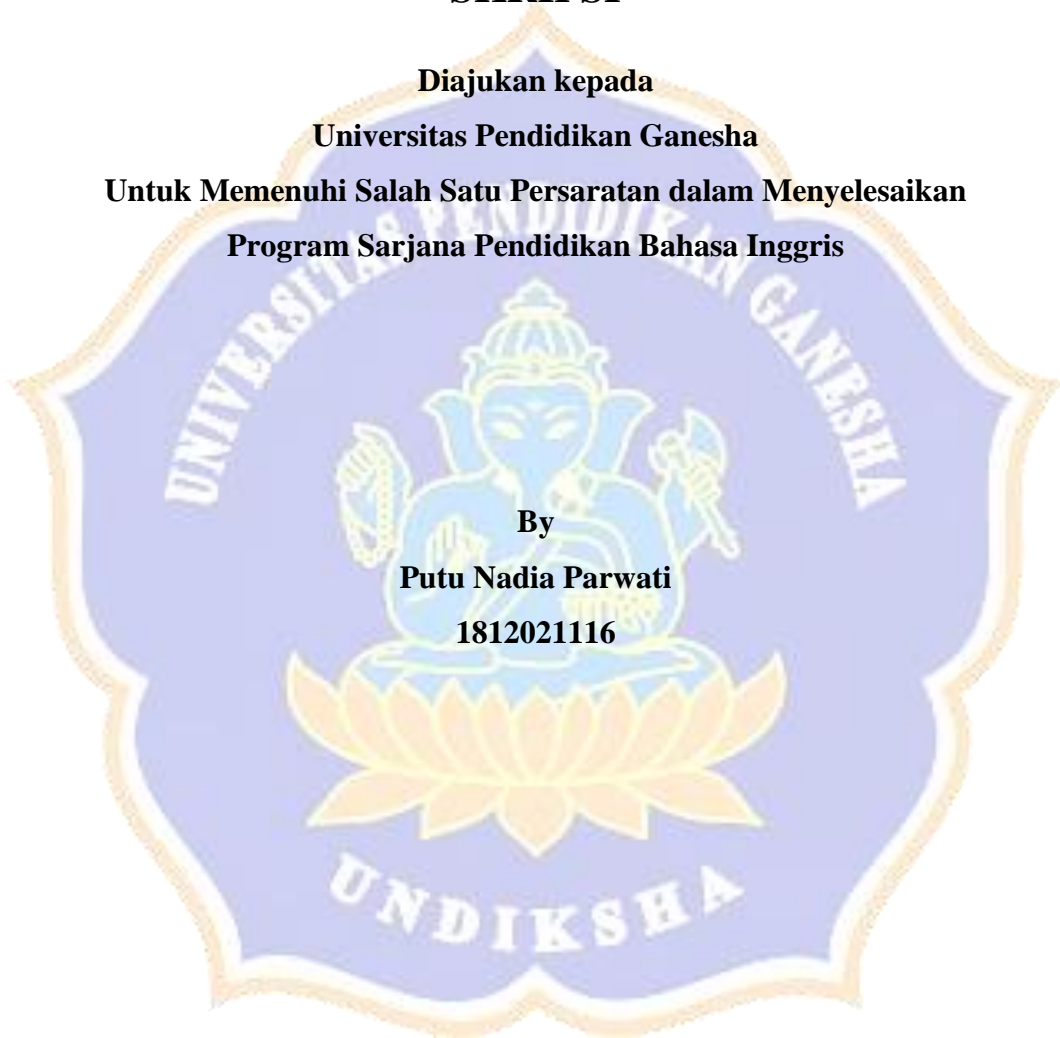 Diajukan kepada
Universitas Pendidikan Ganesha
Untuk Memenuhi Salah Satu Persaratan dalam Menyelesaikan
Program Sarjana Pendidikan Bahasa Inggris
UNIVERSITAS PENDIDIKAN GANESHA
By
Putu Nadia Parwati
1812021116
UNDIKSHA